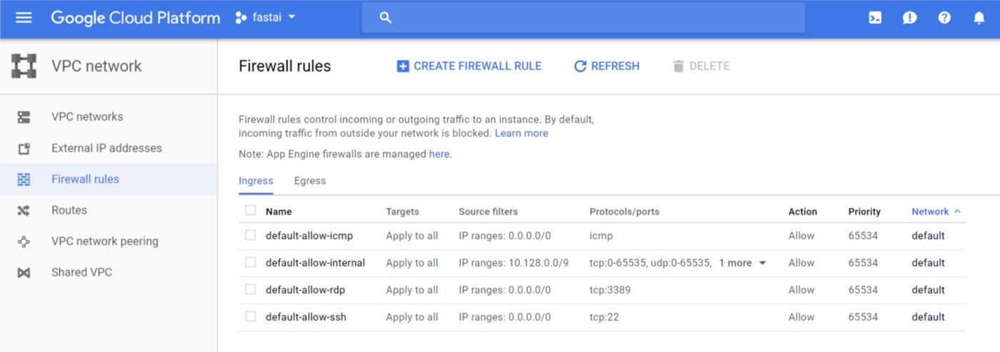 Google Cloud Platform fastai
VPC network
Firewall rules CREATE FIREWALL RULE REFRESH DELETE
VPC networks
External IP addresses
Firewall rules
Routes
VPC network peering
Shared VPC
Firewall rules control incoming or outgoing traffic to an instance. By default,
incoming traffic from outside your network is blocked. Learn more
Note: App Engine firewalls are managed here.
Ingress Egress
Name Targets Source filters Protocols/ports Action Priority Network
default-allow-icmp Apply to all IP ranges: 0.0.0.0/0 icmp Allow 65534 default
default-allow-internal Apply to all IP ranges: 10.128.0.0/9 tcp:0-65535, udp:0-65535, 1 more Allow 65534 default
default-allow-rdp Apply to all IP ranges: 0.0.0.0/0 tcp:3389 Allow 65534 default
default-allow-ssh Apply to all IP ranges: 0.0.0.0/0 tcp:22 Allow 65534 default